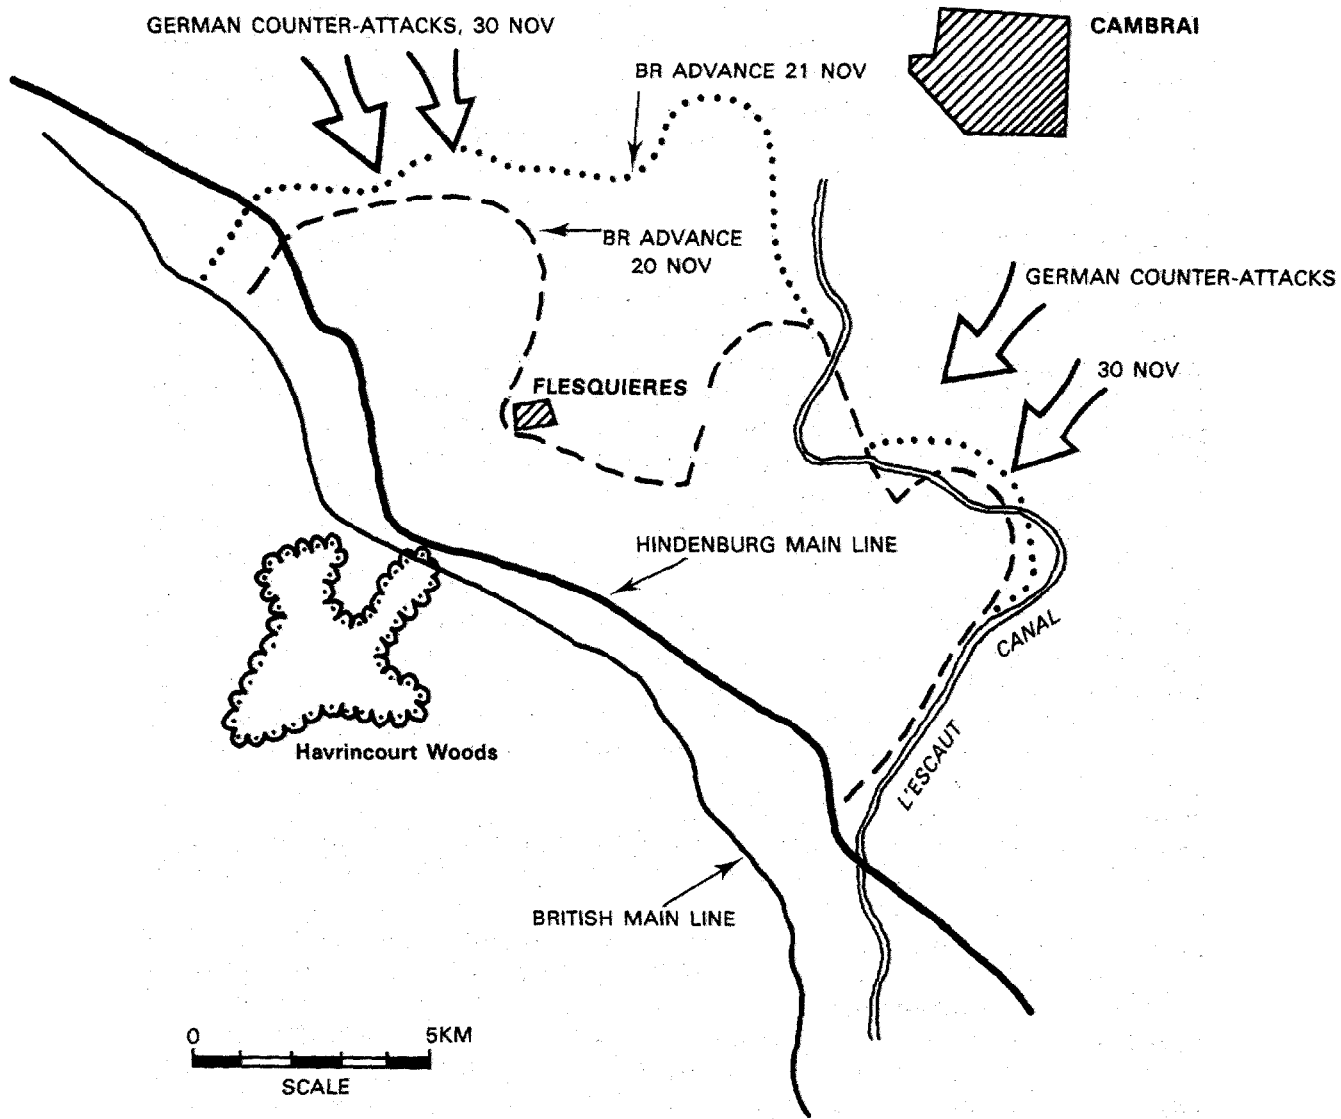 GERMAN COUNTER-ATTACKS, 30 NOV
CAMBRAI
BR ADVANCE 21 NOV
BR ADVANCE
20 NOV
GERMAN COUNTER-ATTACKS
30 NOV
FLESQUIERES
HINDENBURG MAIN LINE
CANAL
L'ESCAUT
Havrincourt Woods
BRITISH MAIN LINE
0 5KM
SCALE